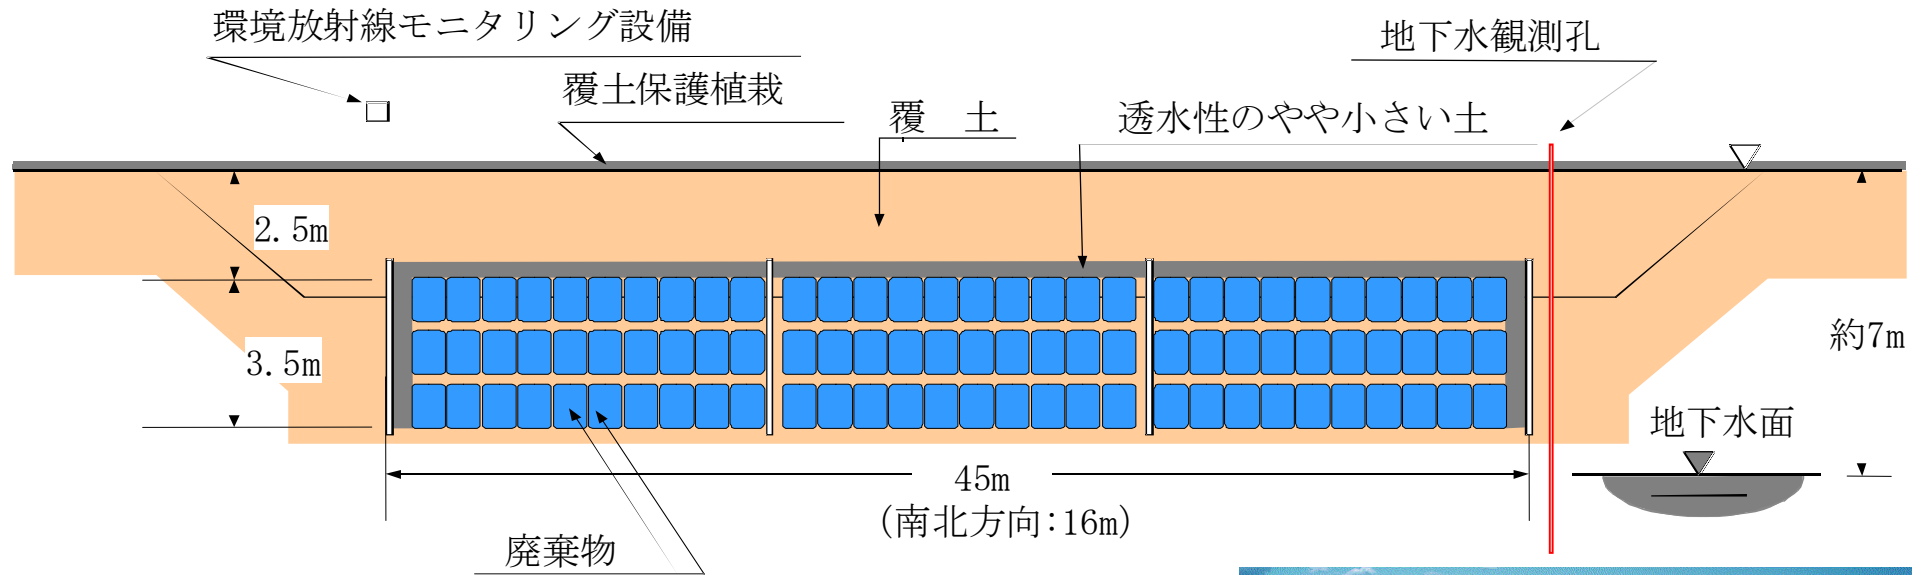 環境放射線モニタリング設備
地下水観測孔
覆土保護植栽
覆 土
透水性のやや小さい土
2.5m
3.5m
約7m
地下水面
45m
(南北方向:16m)
廃棄物